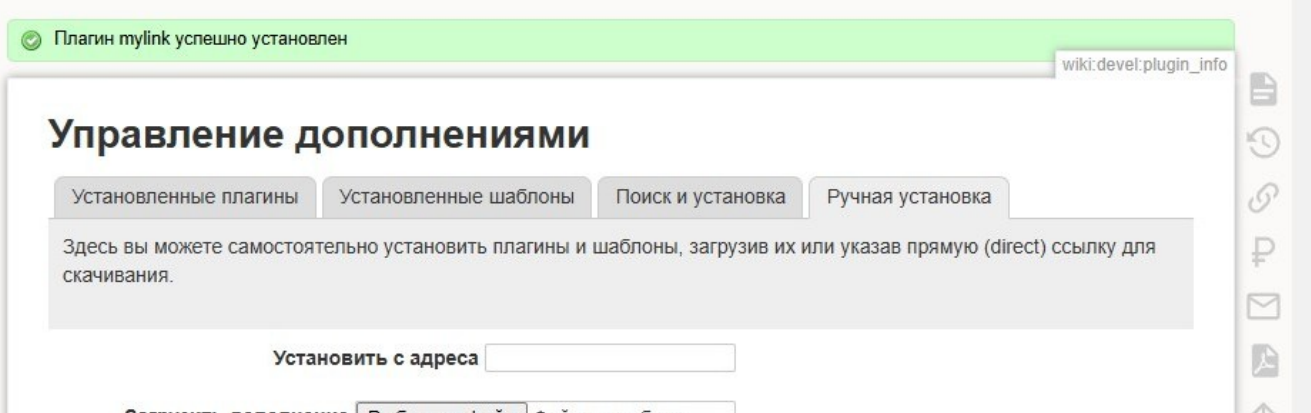 Плагин mylink успешно установлен
wiki:devel:plugin_info
Управление дополнениями
Установленные плагины Установленные шаблоны Поиск и установка Ручная установка
Здесь вы можете самостоятельно установить плагины и шаблоны, загрузив их или указав прямую (direct) ссылку для
скачивания.
Установить с адреса